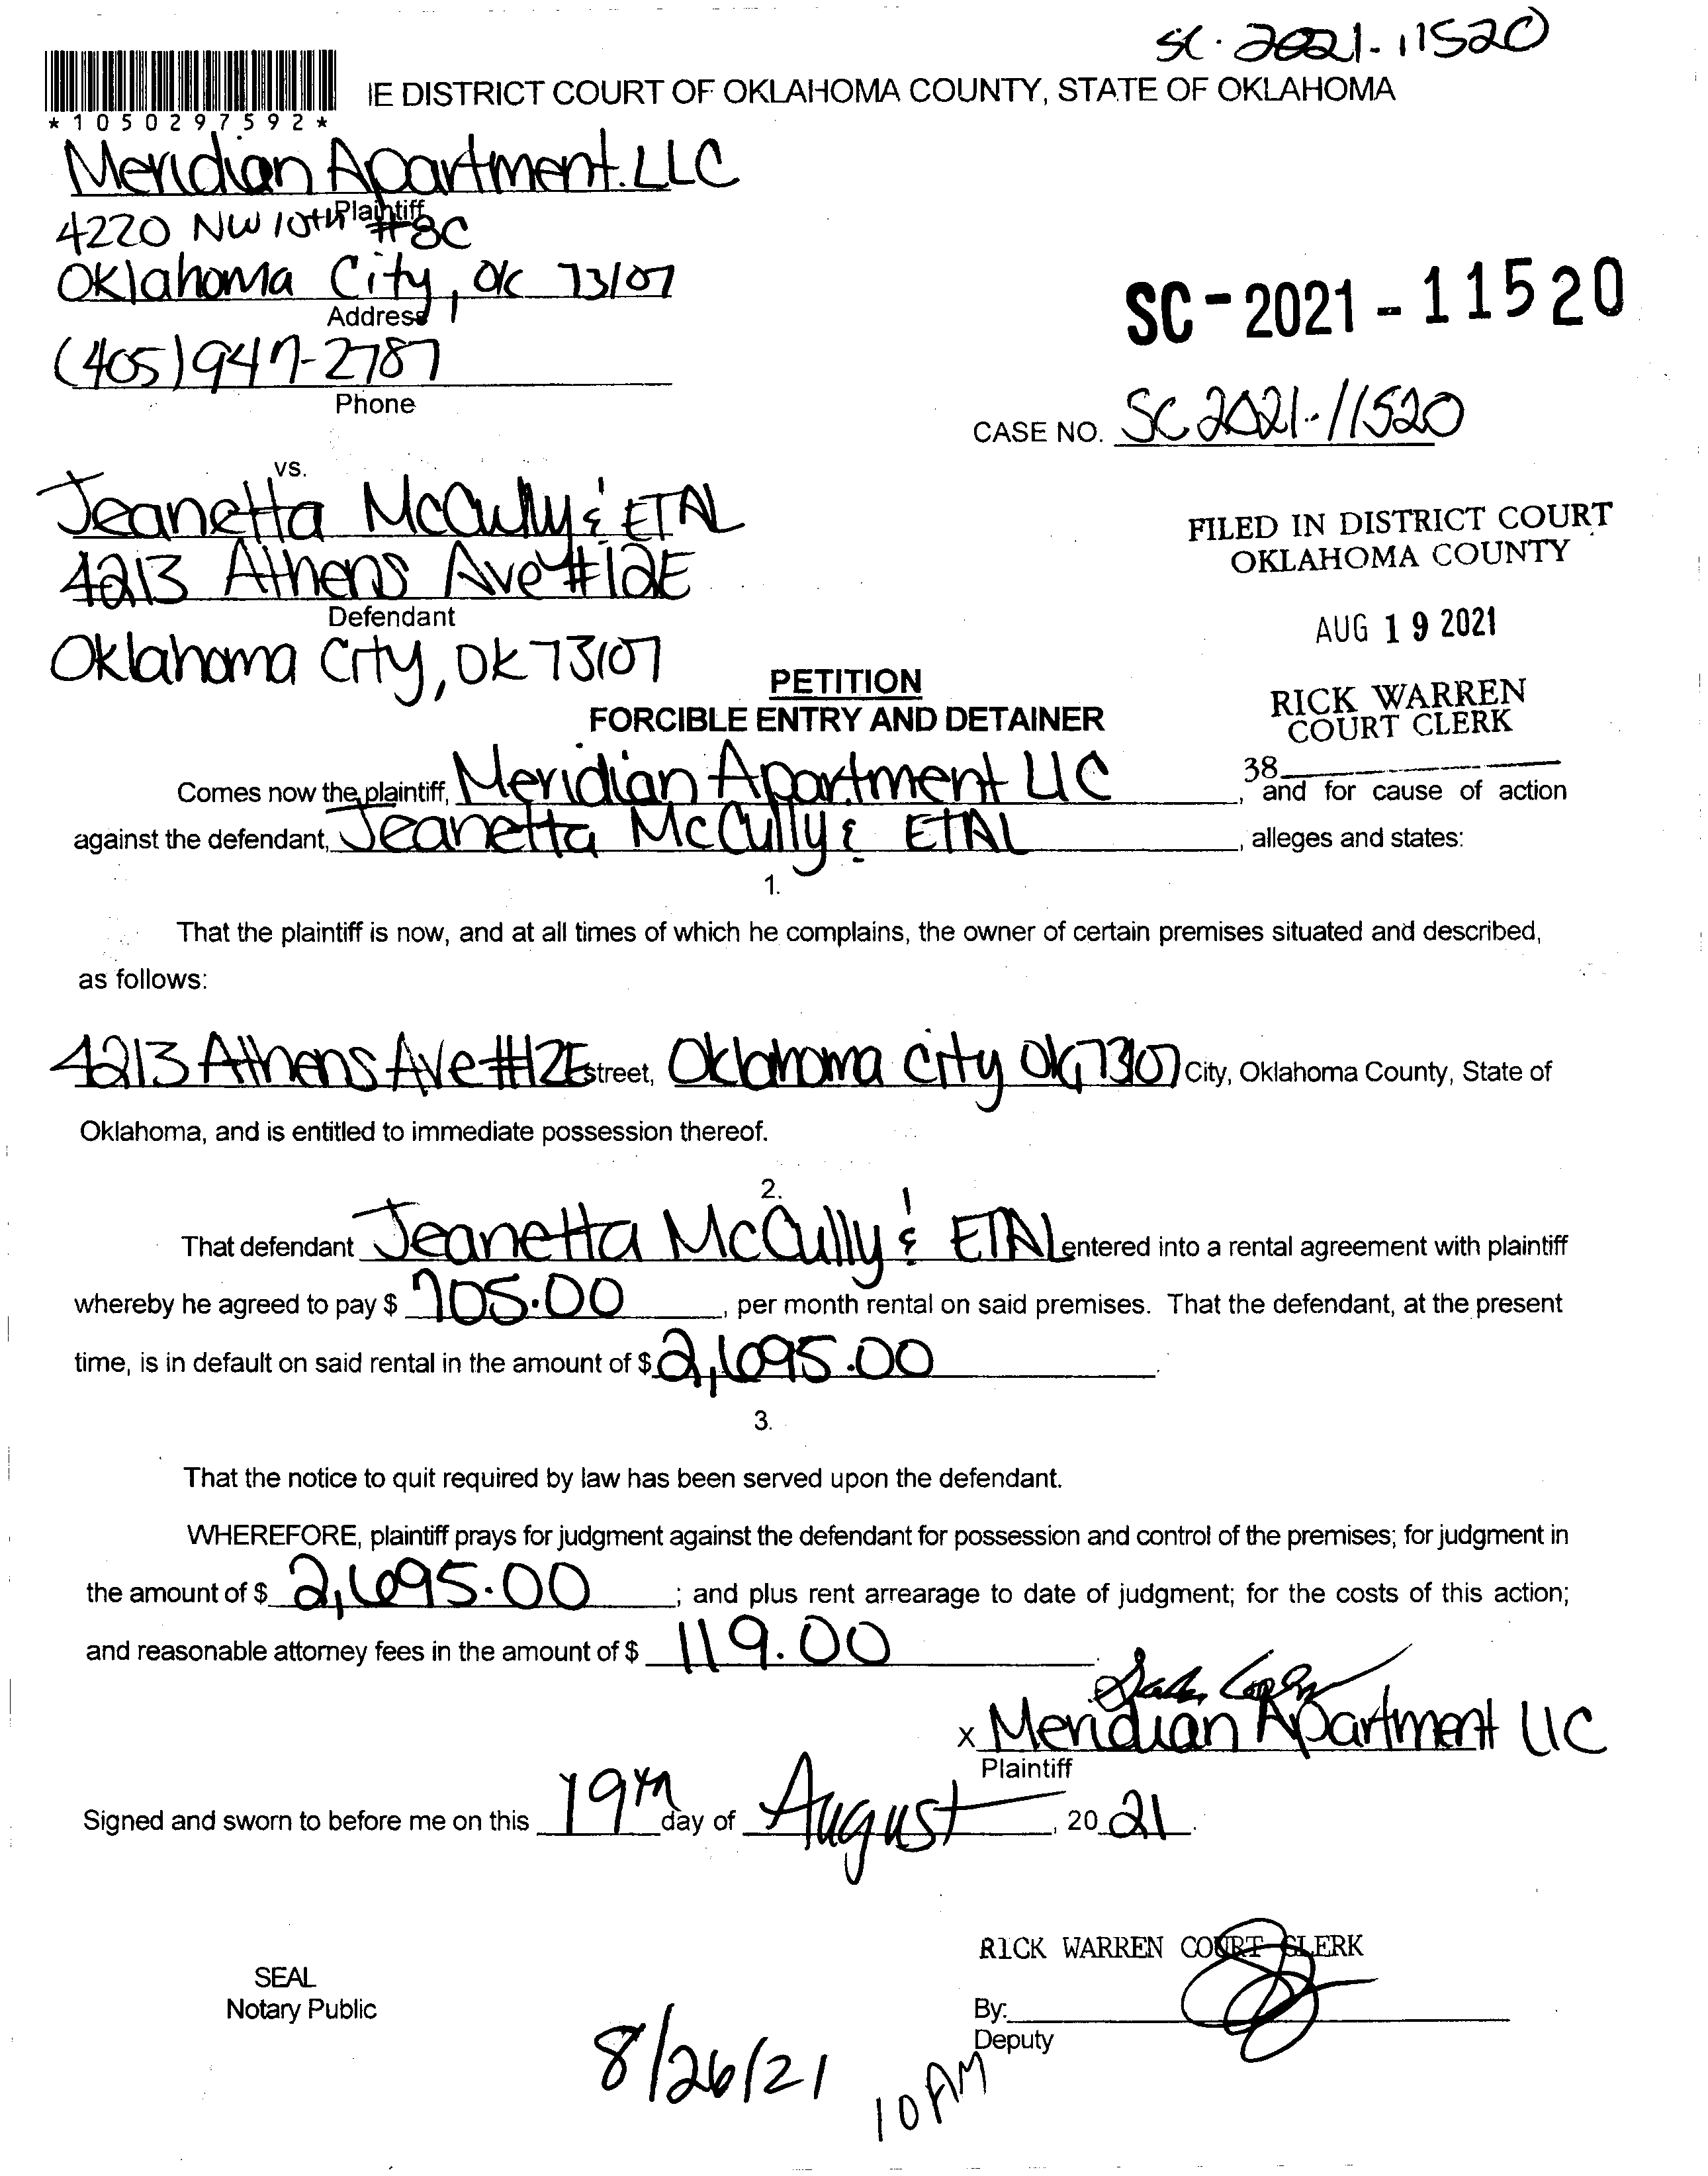 SC-2021-11520
IE DISTRICT COURT OF OKLAHOMA COUNTY, STATE OF OKLAHOMA
*1050297592*
Meridian Apartment. LLC
Plaintiff
4220 NW 10th #8C
Oklahoma City, OK 73107
Address
(405) 947-2787
Phone
SC-2021-11520
CASE NO. SC 2021-11520
vs.
Jeanetta McCully & ETAL
4213 Athens Ave #12E
Defendant
Oklahoma City, OK 73107
FILED IN DISTRICT COURT
OKLAHOMA COUNTY
AUG 19 2021
RICK WARREN
COURT CLERK
38
PETITION
FORCIBLE ENTRY AND DETAINER
Comes now the plaintiff, Meridian Apartment LLC, and for cause of action
against the defendant, Jeanetta McCully & ETAL, alleges and states:
1.
That the plaintiff is now, and at all times of which he complains, the owner of certain premises situated and described,
as follows:
4213 Athens Ave #12E street, Oklahoma City OK, 73107 City, Oklahoma County, State of
Oklahoma, and is entitled to immediate possession thereof.
2.
That defendant Jeanetta McCully & ETAL entered into a rental agreement with plaintiff
whereby he agreed to pay $ 705.00, per month rental on said premises. That the defendant, at the present
time, is in default on said rental in the amount of $ 2,695.00.
3.
That the notice to quit required by law has been served upon the defendant.
WHEREFORE, plaintiff prays for judgment against the defendant for possession and control of the premises; for judgment in
the amount of $ 2,695.00; and plus rent arrearage to date of judgment; for the costs of this action;
and reasonable attorney fees in the amount of $ 119.00.
x Meridian Apartment LLC
Plaintiff
Signed and sworn to before me on this 19th day of August, 2021.
RICK WARREN COURT CLERK
SEAL
Notary Public
By:
Deputy
8/26/21
10 AM